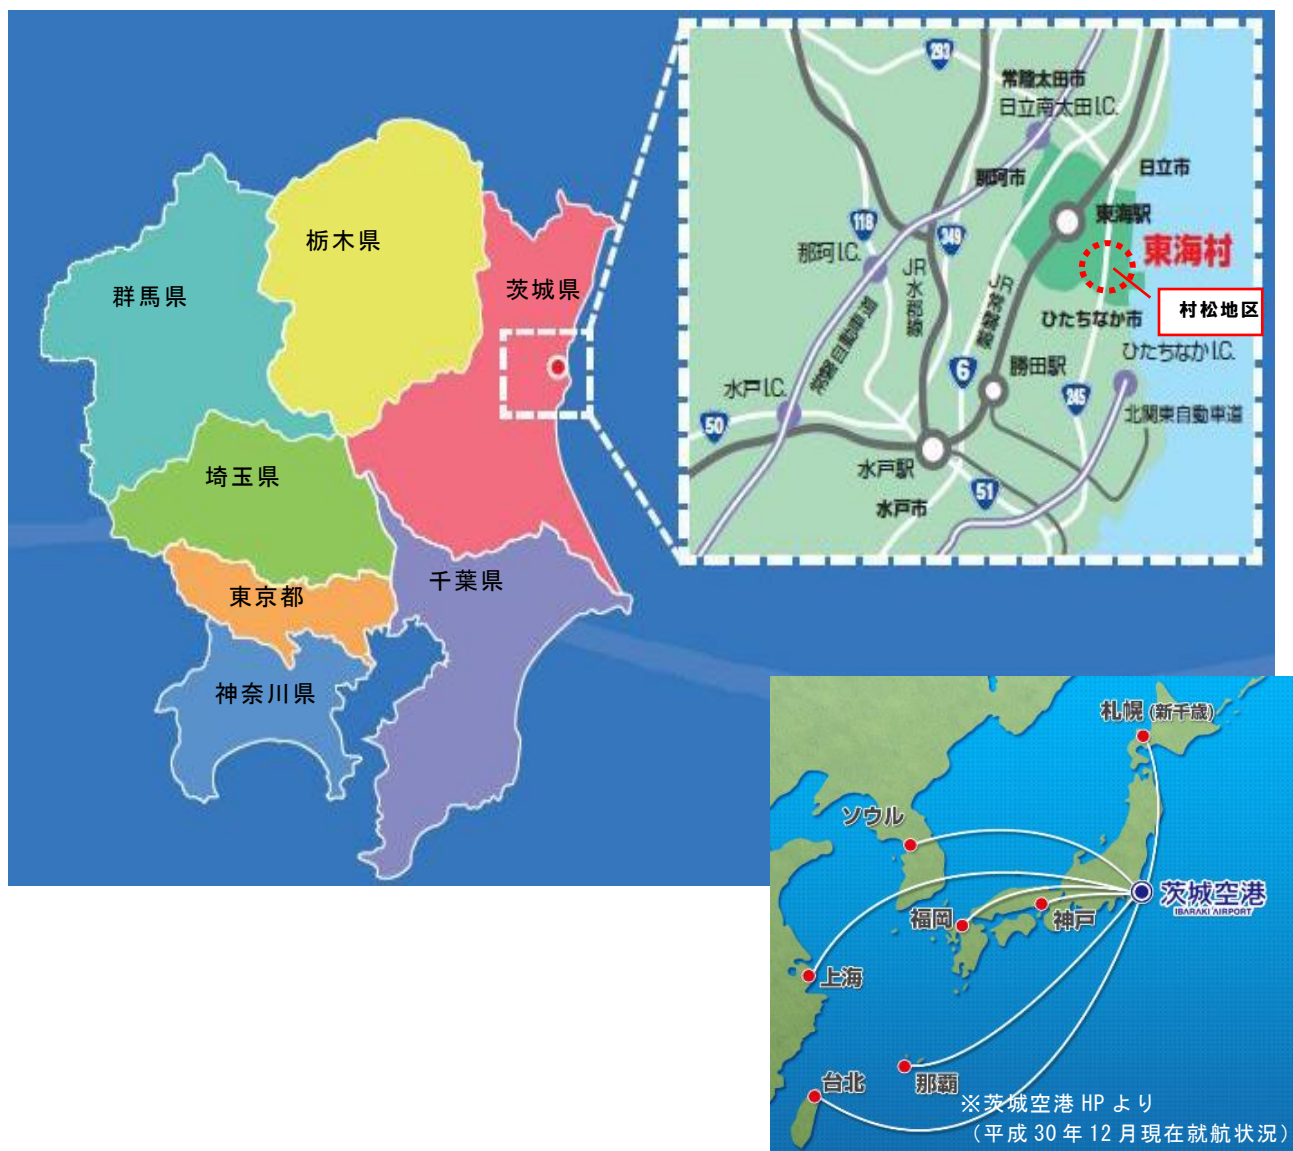 栃木県
群馬県
茨城県
埼玉県
東京都
千葉県
神奈川県
293
常陸太田市
日立南太田I.C.
日立市
那珂市
東海駅
118
349
東海村
那珂I.C.
JR水郡線
JR常磐線
村松地区
ひたちなか市
常磐自動車道
ひたちなかI.C.
6
勝田駅
水戸I.C.
245
50
北関東自動車道
水戸駅
51
水戸市
札幌 (新千歳)
ソウル
茨城空港
IBARAKI AIRPORT
福岡
神戸
上海
台北
那覇
※茨城空港 HP より
（平成 30 年 12 月現在就航状況）